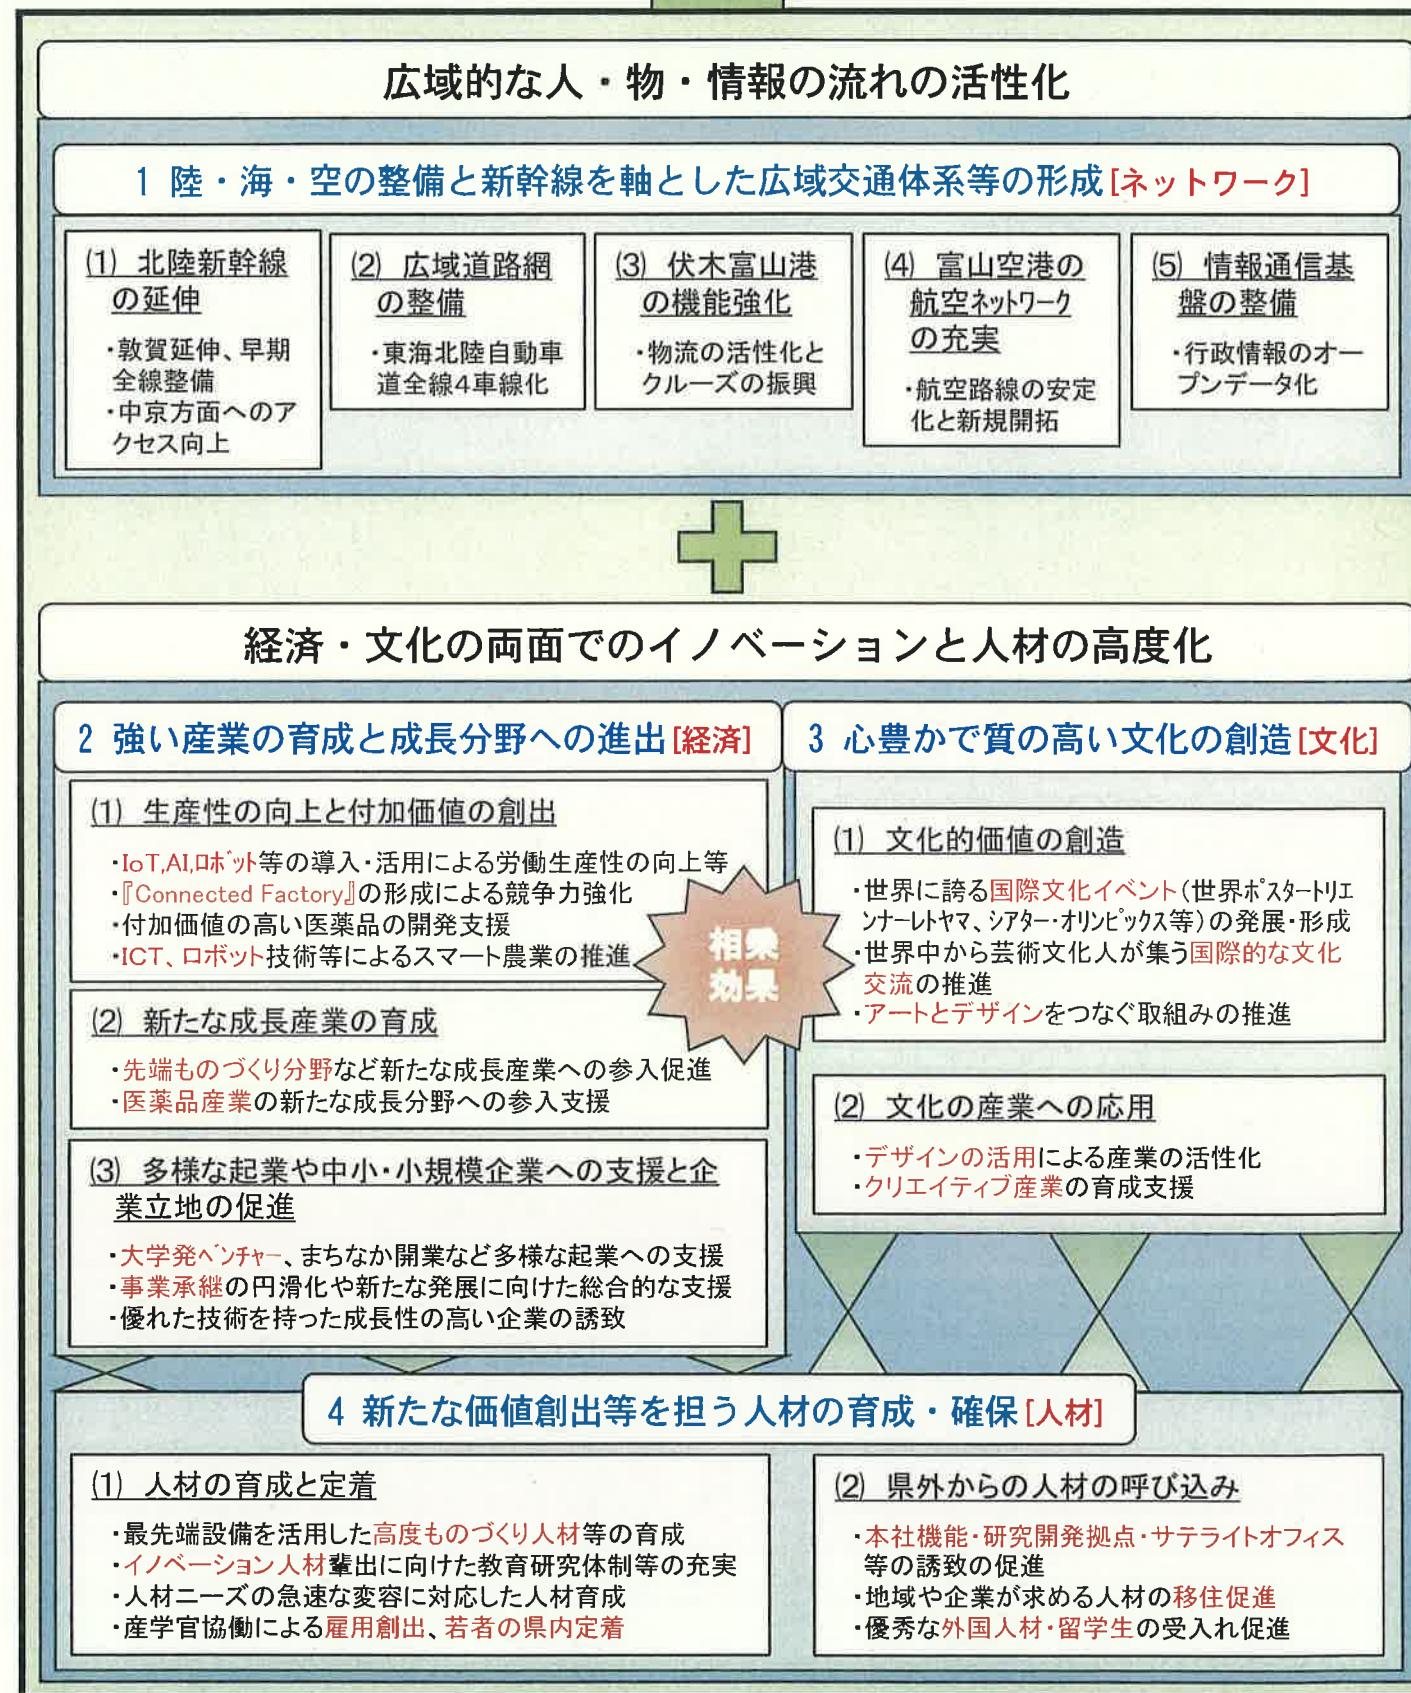 広域的な人・物・情報の流れの活性化
1 陸・海・空の整備と新幹線を軸とした広域交通体系等の形成[ネットワーク]
(1) 北陸新幹線
の延伸
・敦賀延伸、早期
全線整備
・中京方面へのア
クセス向上
(2) 広域道路網
の整備
・東海北陸自動車
道全線4車線化
(3) 伏木富山港
の機能強化
・物流の活性化と
クルーズの振興
(4) 富山空港の
航空ネットワーク
の充実
・航空路線の安定
化と新規開拓
(5) 情報通信基
盤の整備
・行政情報のオー
プンデータ化
経済・文化の両面でのイノベーションと人材の高度化
2 強い産業の育成と成長分野への進出[経済]
(1) 生産性の向上と付加価値の創出
・IoT,AI,ロボット等の導入・活用による労働生産性の向上等
・『Connected Factory』の形成による競争力強化
・付加価値の高い医薬品の開発支援
・ICT、ロボット技術等によるスマート農業の推進
(2) 新たな成長産業の育成
・先端ものづくり分野など新たな成長産業への参入促進
・医薬品産業の新たな成長分野への参入支援
(3) 多様な起業や中小・小規模企業への支援と企
業立地の促進
・大学発ベンチャー、まちなか開業など多様な起業への支援
・事業承継の円滑化や新たな発展に向けた総合的な支援
・優れた技術を持った成長性の高い企業の誘致
相乗
効果
3 心豊かで質の高い文化の創造[文化]
(1) 文化的価値の創造
・世界に誇る国際文化イベント(世界ポスタートリエ
ンナーレトヤマ、シアター・オリンピックス等)の発展・形成
・世界中から芸術文化人が集う国際的な文化
交流の推進
・アートとデザインをつなぐ取組みの推進
(2) 文化の産業への応用
・デザインの活用による産業の活性化
・クリエイティブ産業の育成支援
4 新たな価値創出等を担う人材の育成・確保[人材]
(1) 人材の育成と定着
・最先端設備を活用した高度ものづくり人材等の育成
・イノベーション人材輩出に向けた教育研究体制等の充実
・人材ニーズの急速な変容に対応した人材育成
・産学官協働による雇用創出、若者の県内定着
(2) 県外からの人材の呼び込み
・本社機能・研究開発拠点・サテライトオフィス
等の誘致の促進
・地域や企業が求める人材の移住促進
・優秀な外国人材・留学生の受入れ促進